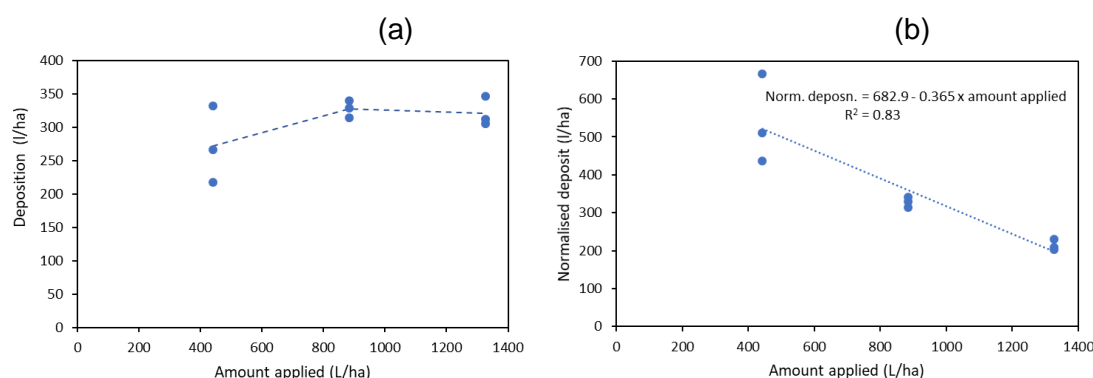 (a)
400
350
300
250
200
150
100
50
0
Deposition (l/ha)
0 200 400 600 800 1000 1200 1400
Amount applied (L/ha)
(b)
700
600
500
400
300
200
100
0
Normalised deposit (l/ha)
Norm. deposn. = 682.9 - 0.365 x amount applied
R² = 0.83
0 200 400 600 800 1000 1200 1400
Amount applied (L/ha)